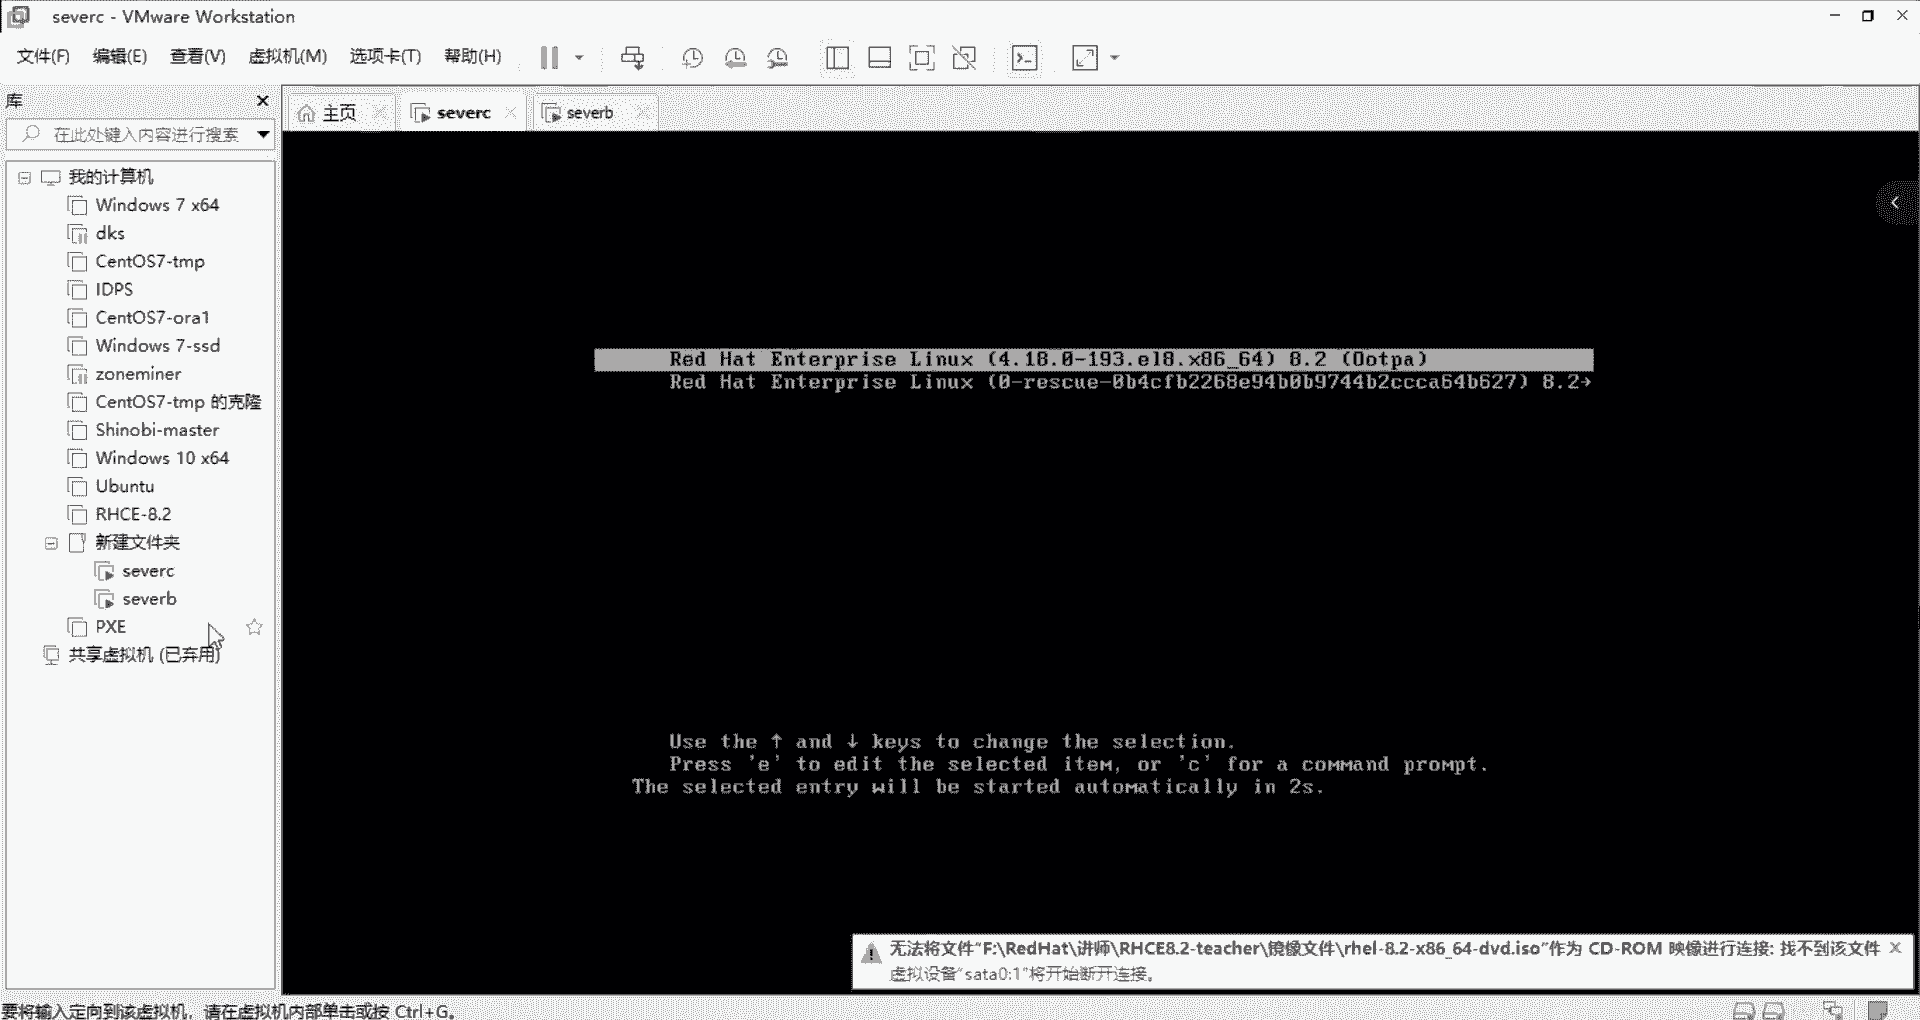 severc - VMware Workstation
文件(F) 编辑(E) 查看(V) 虚拟机(M) 选项卡(T) 帮助(H)
库
在此处键入内容进行搜索
主页 severc severb
我的计算机
Windows 7 x64
dks
CentOS7-tmp
IDPS
CentOS7-ora1
Windows 7-ssd
zoneminer
CentOS7-tmp 的克隆
Shinobi-master
Windows 10 x64
Ubuntu
RHCE-8.2
新建文件夹
severc
severb
PXE
共享虚拟机 (已弃用)
Red Hat Enterprise Linux (4.18.0-193.el8.x86_64) 8.2 (Ootpa)
Red Hat Enterprise Linux (0-rescue-0b4cfb2268e94b0b9744b2ccca64b627) 8.2→
Use the ↑ and ↓ keys to change the selection.
Press 'e' to edit the selected item, or 'c' for a command prompt.
The selected entry will be started automatically in 2s.
无法将文件“F:\RedHat\讲师\RHCE8.2-teacher\镜像文件\rhel-8.2-x86_64-dvd.iso”作为 CD-ROM 映像进行连接: 找不到该文件
虚拟设备“sata0:1”将开始断开连接。
要将输入定向到该虚拟机，请在虚拟机内部单击或按 Ctrl+G。